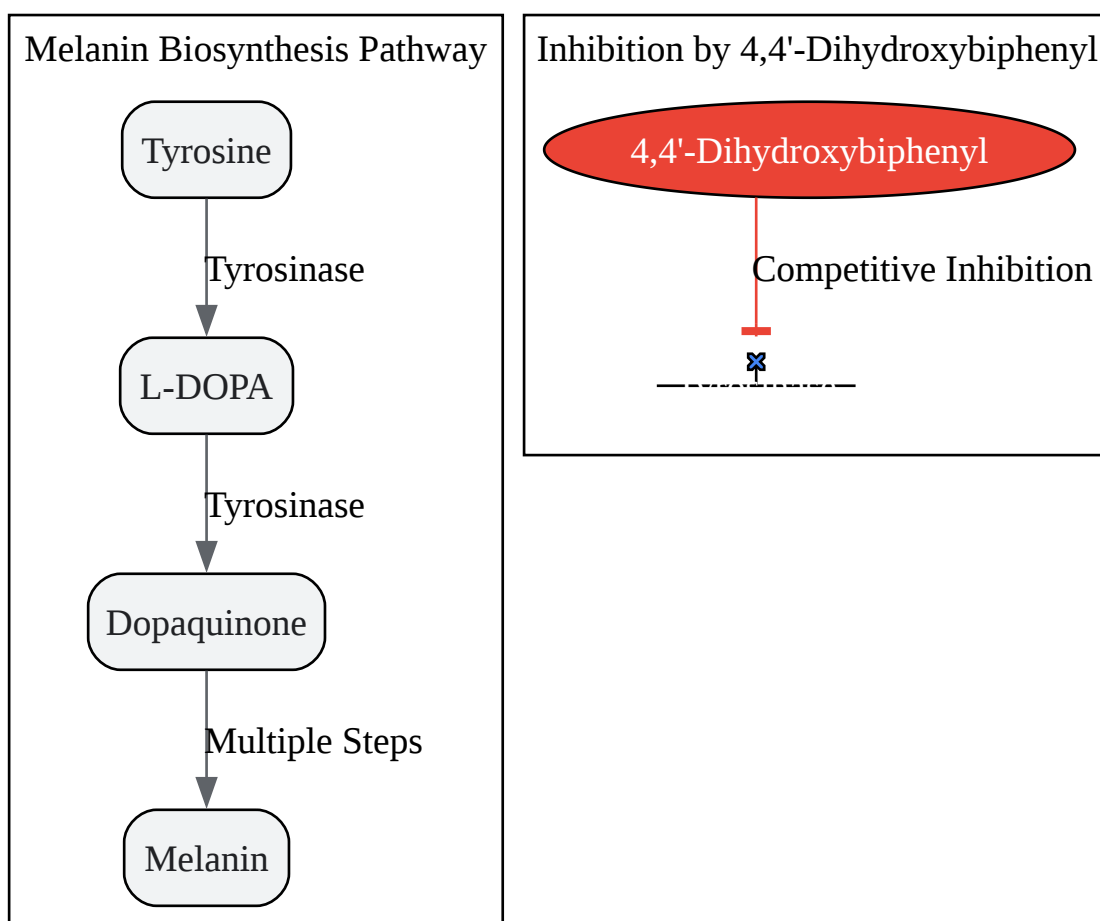 Melanin Biosynthesis Pathway
Tyrosine
Tyrosinase
L-DOPA
Tyrosinase
Dopaquinone
Multiple Steps
Melanin
Inhibition by 4,4'-Dihydroxybiphenyl
4,4'-Dihydroxybiphenyl
Competitive Inhibition